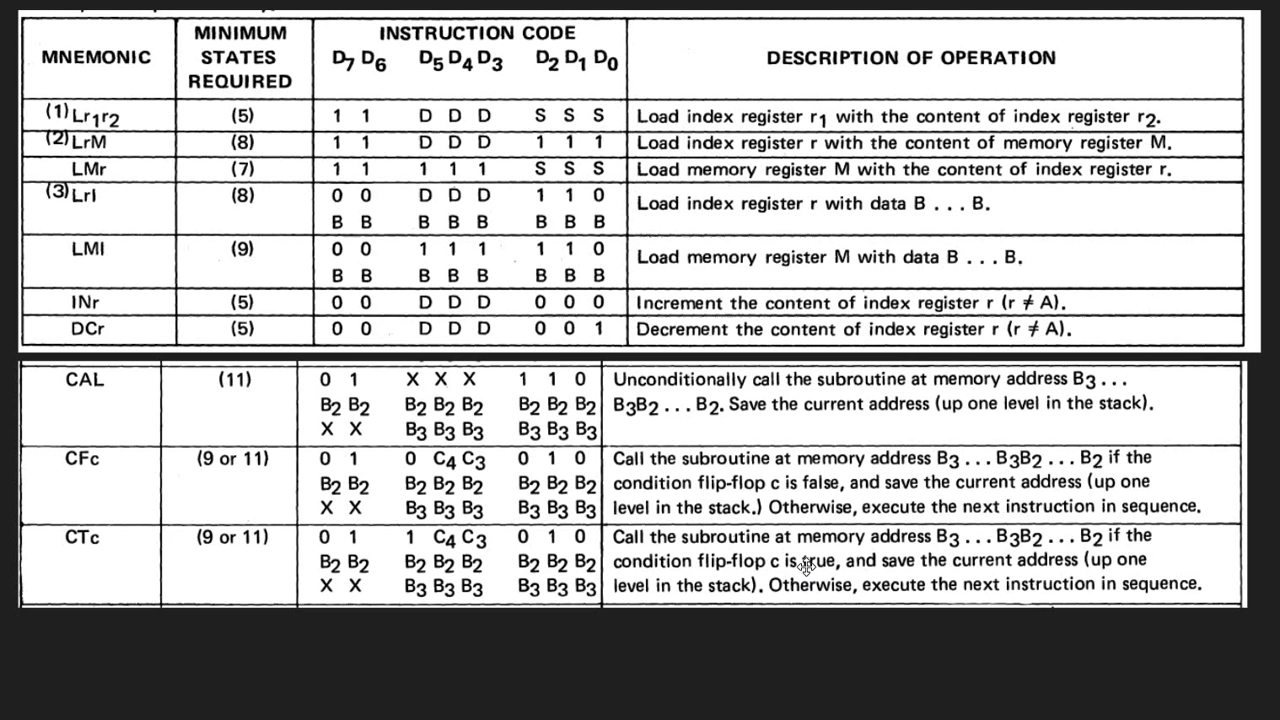 MNEMONIC MINIMUM STATES REQUIRED INSTRUCTION CODE DESCRIPTION OF OPERATION
D7 D6 D5 D4 D3 D2 D1 D0
(1) Lr1r2 (5) 1 1 D D D S S S Load index register r1 with the content of index register r2.
(2) LrM (8) 1 1 D D D 1 1 1 Load index register r with the content of memory register M.
LMr (7) 1 1 1 1 1 S S S Load memory register M with the content of index register r.
(3) LrI (8) 0 0 D D D 1 1 0 Load index register r with data B . . . B.
B B B B B B B B
LMI (9) 0 0 1 1 1 1 1 0 Load memory register M with data B . . . B.
B B B B B B B B
INr (5) 0 0 D D D 0 0 0 Increment the content of index register r (r ≠ A).
DCr (5) 0 0 D D D 0 0 1 Decrement the content of index register r (r ≠ A).
CAL (11) 0 1 X X X 1 1 0 Unconditionally call the subroutine at memory address B3 . . .
B2 B2 B2 B2 B2 B2 B2 B2 B3B2 . . . B2. Save the current address (up one level in the stack).
X X B3 B3 B3 B3 B3 B3
CFc (9 or 11) 0 1 0 C4 C3 0 1 0 Call the subroutine at memory address B3 . . . B3B2 . . . B2 if the
B2 B2 B2 B2 B2 B2 B2 B2 condition flip-flop c is false, and save the current address (up one
X X B3 B3 B3 B3 B3 B3 level in the stack.) Otherwise, execute the next instruction in sequence.
CTc (9 or 11) 0 1 1 C4 C3 0 1 0 Call the subroutine at memory address B3 . . . B3B2 . . . B2 if the
B2 B2 B2 B2 B2 B2 B2 B2 condition flip-flop c is true, and save the current address (up one
X X B3 B3 B3 B3 B3 B3 level in the stack). Otherwise, execute the next instruction in sequence.